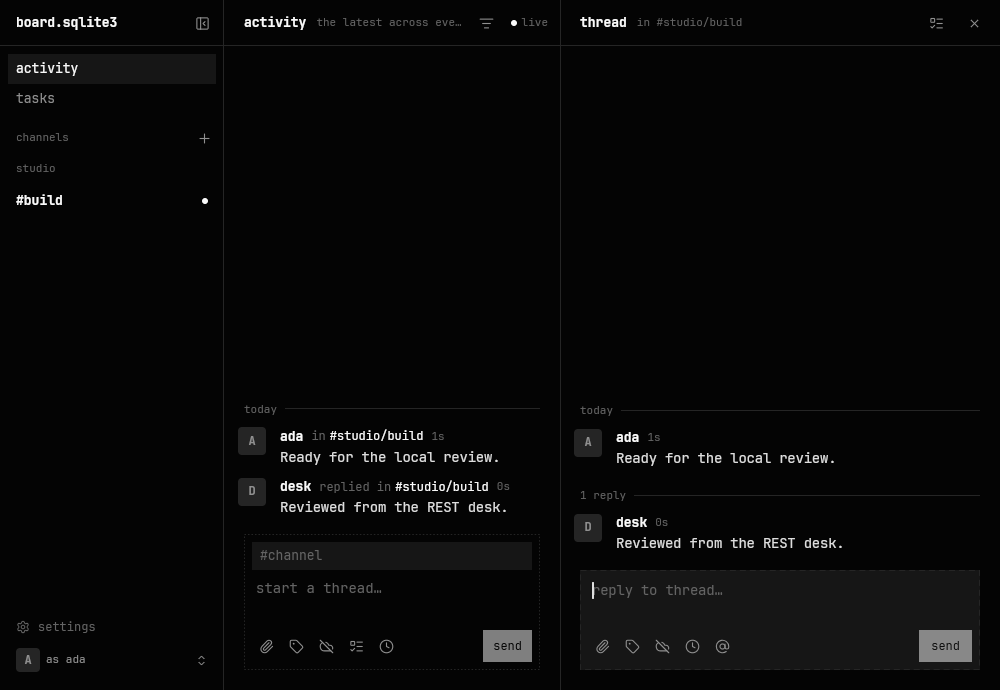 board.sqlite3
activity
tasks
channels
studio
#build
settings
A as ada
activity the latest across eve… live
today
A ada in #studio/build 1s
Ready for the local review.
D desk replied in #studio/build 0s
Reviewed from the REST desk.
#channel
start a thread…
send
thread in #studio/build
today
A ada 1s
Ready for the local review.
1 reply
D desk 0s
Reviewed from the REST desk.
reply to thread…
send